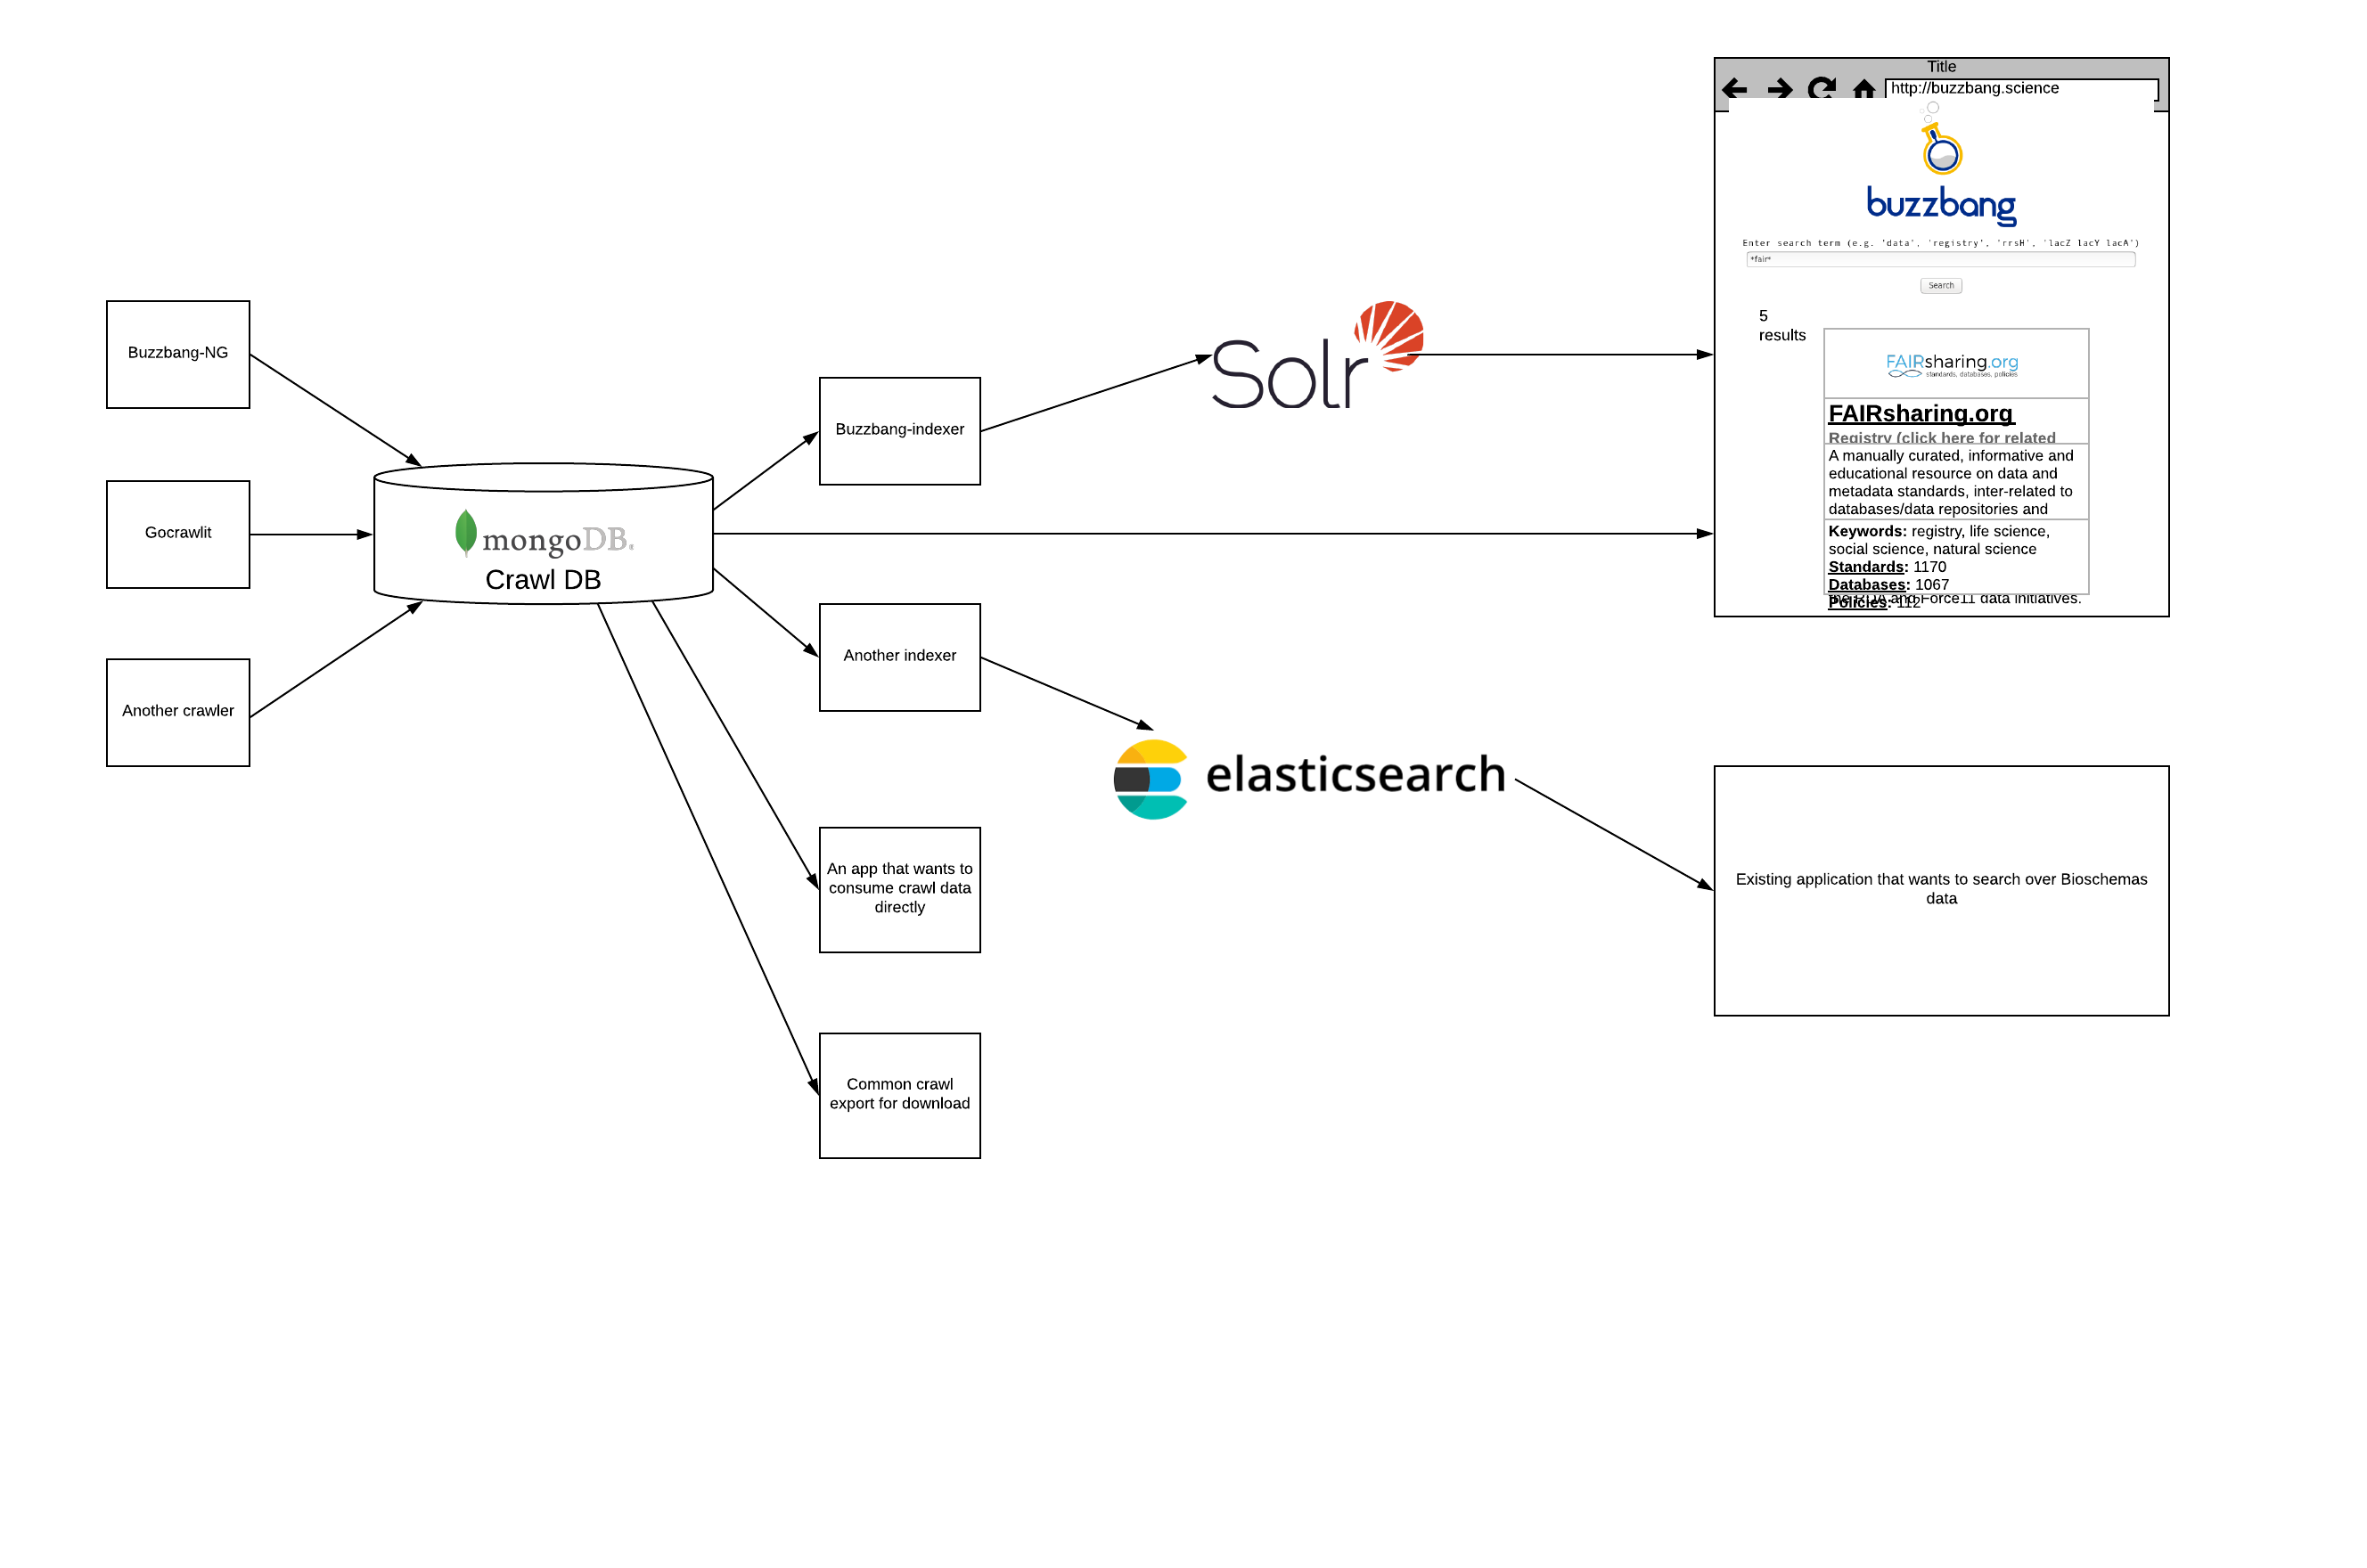 Title
http://buzzbang.science
buzzbang
Enter search term (e.g. 'data', 'registry', 'rrsH', 'lacZ lacY lacA')
*fair*
Search
5
results
FAIRsharing.org
standards, databases, policies
FAIRsharing.org
Registry (click here for related
A manually curated, informative and
educational resource on data and
metadata standards, inter-related to
databases/data repositories and
Keywords: registry, life science,
social science, natural science
Standards: 1170
Databases: 1067
Policies: 112
and Force11 data initiatives.
Buzzbang-NG
Gocrawlit
Another crawler
mongoDB.
Crawl DB
Buzzbang-indexer
Solr
Another indexer
elasticsearch
An app that wants to
consume crawl data
directly
Common crawl
export for download
Existing application that wants to search over Bioschemas
data